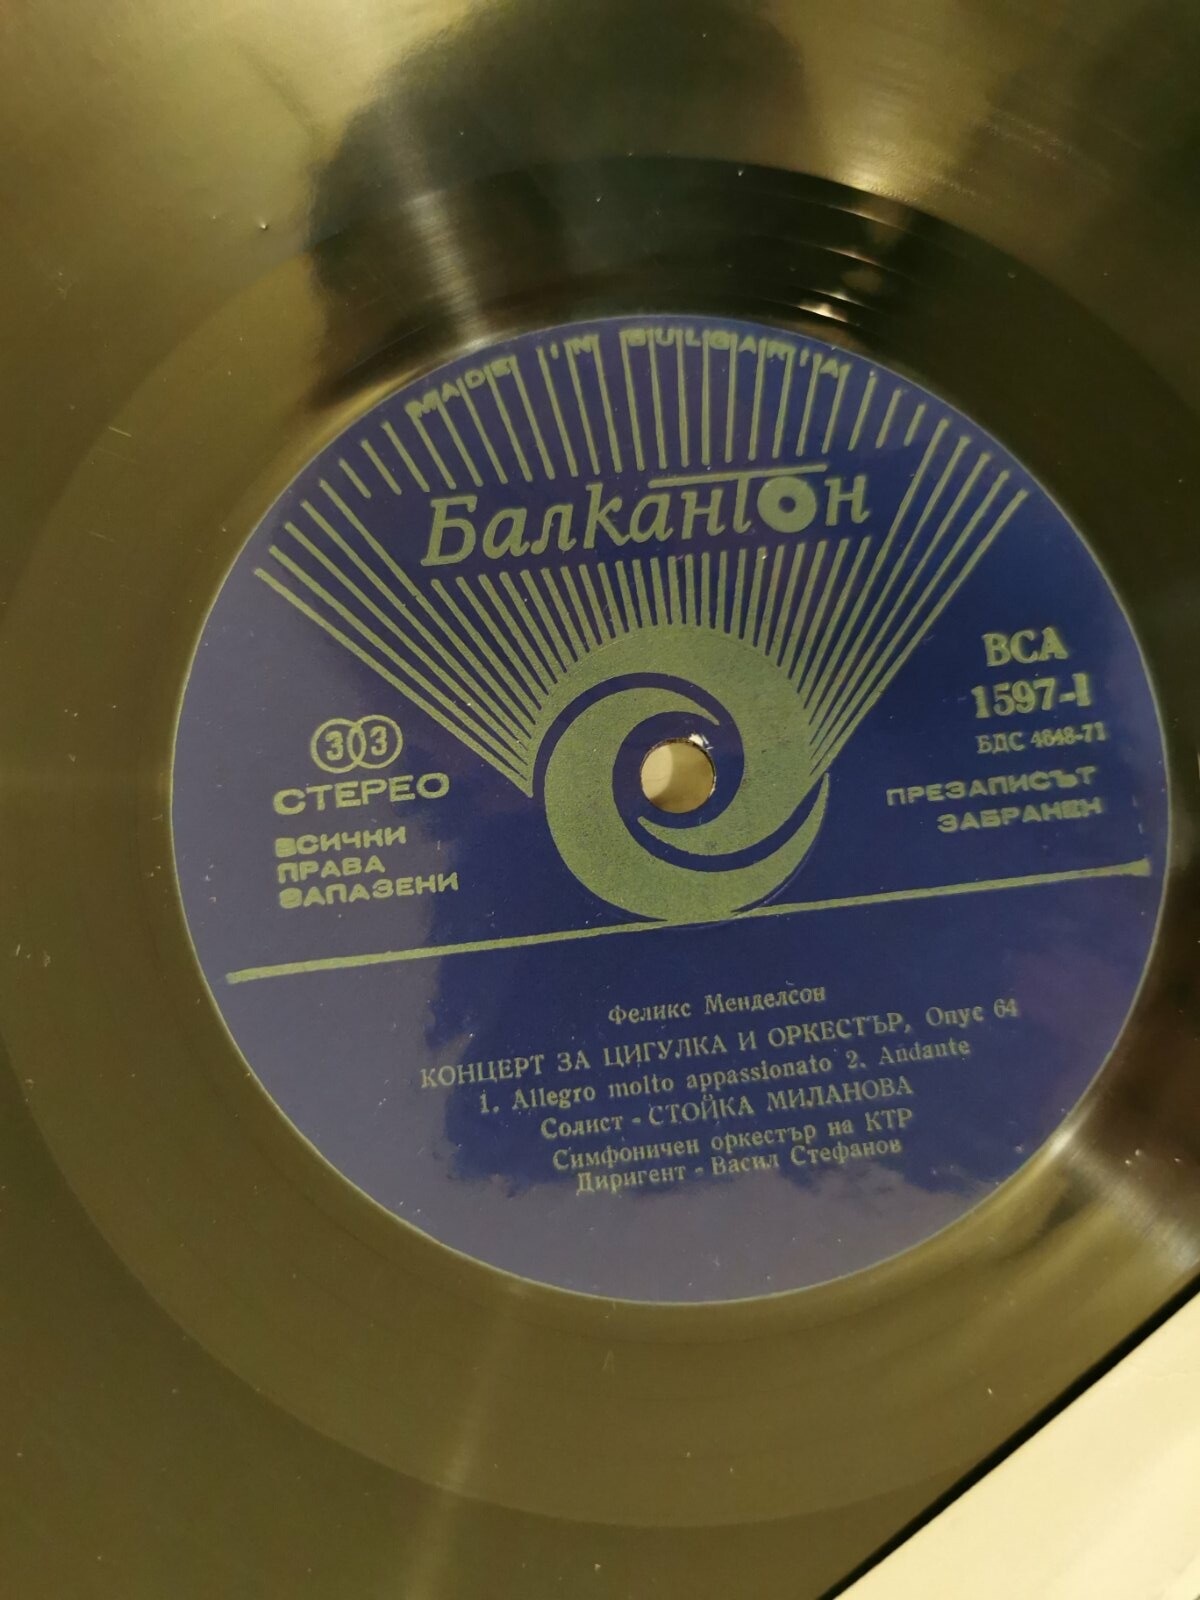 MADE IN BULGARIA
Балкантон
ВСА
1597-I
БДС 4848-71
ПРЕЗАПИСЪТ
ЗАБРАНЕН
33
СТЕРЕО
ВСИЧКИ
ПРАВА
ЗАПАЗЕНИ
Феликс Менделсон
КОНЦЕРТ ЗА ЦИГУЛКА И ОРКЕСТЪР, Опус 64
1. Allegro molto appassionato 2. Andante
Солист - СТОЙКА МИЛАНОВА
Симфоничен оркестър на КТР
Диригент - Васил Стефанов